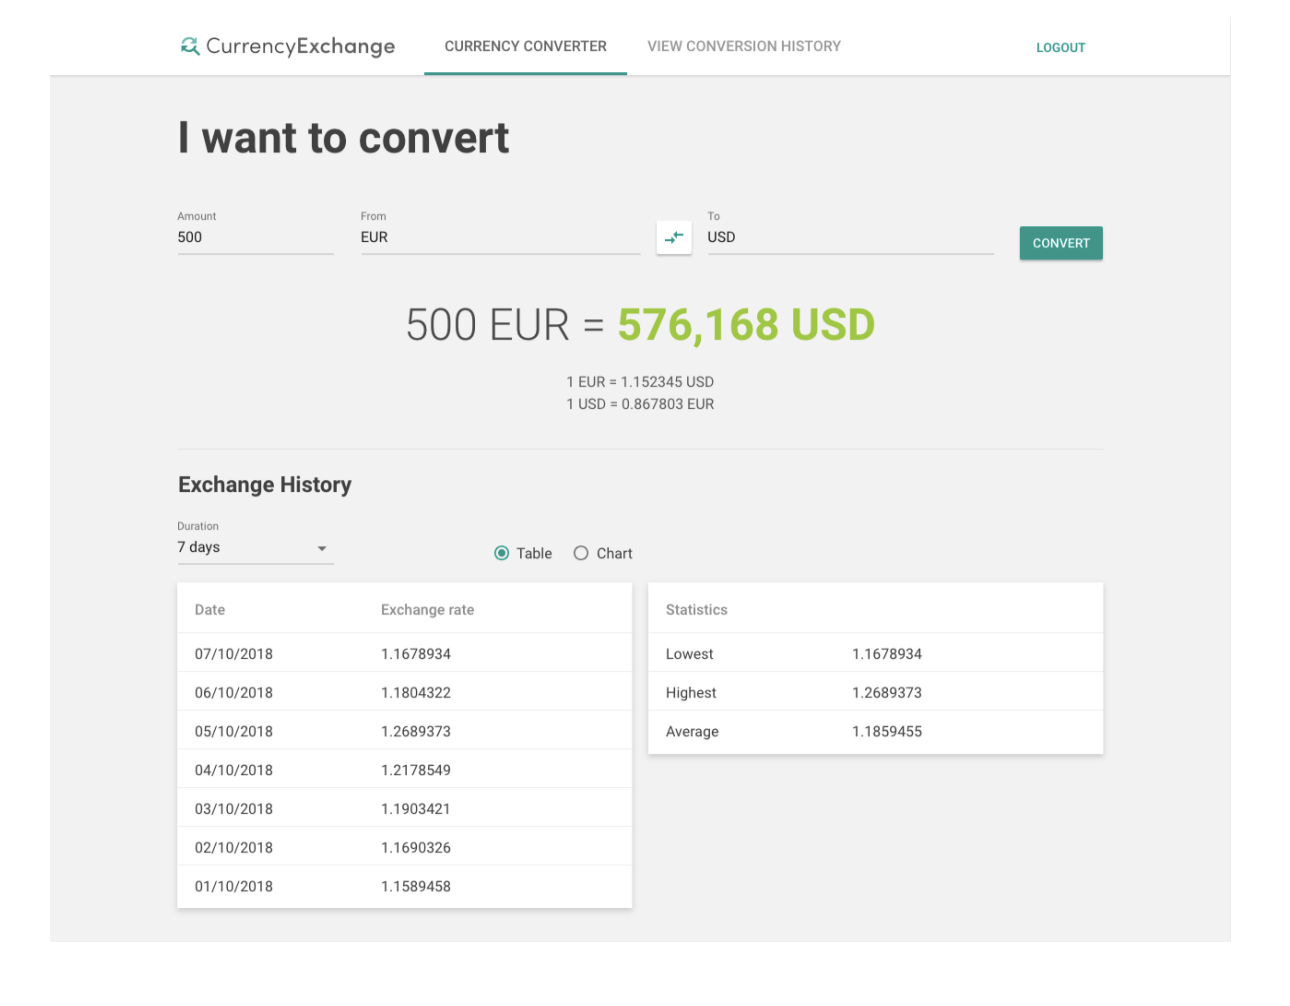 CurrencyExchange CURRENCY CONVERTER VIEW CONVERSION HISTORY LOGOUT
I want to convert
Amount From To
500 EUR USD CONVERT
500 EUR = 576,168 USD
1 EUR = 1.152345 USD
1 USD = 0.867803 EUR
Exchange History
Duration
7 days Table Chart
Date Exchange rate
07/10/2018 1.1678934
06/10/2018 1.1804322
05/10/2018 1.2689373
04/10/2018 1.2178549
03/10/2018 1.1903421
02/10/2018 1.1690326
01/10/2018 1.1589458
Statistics
Lowest 1.1678934
Highest 1.2689373
Average 1.1859455